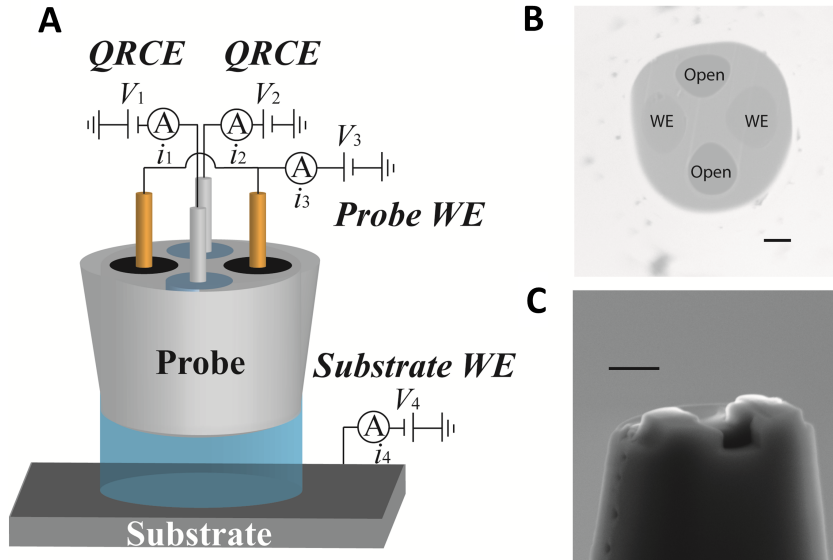 A
QRCE QRCE
V1 V2
A A
i1 i2
V3
A
i3
Probe WE
Probe
Substrate WE
V4
A
i4
Substrate
B
Open
WE WE
Open
C